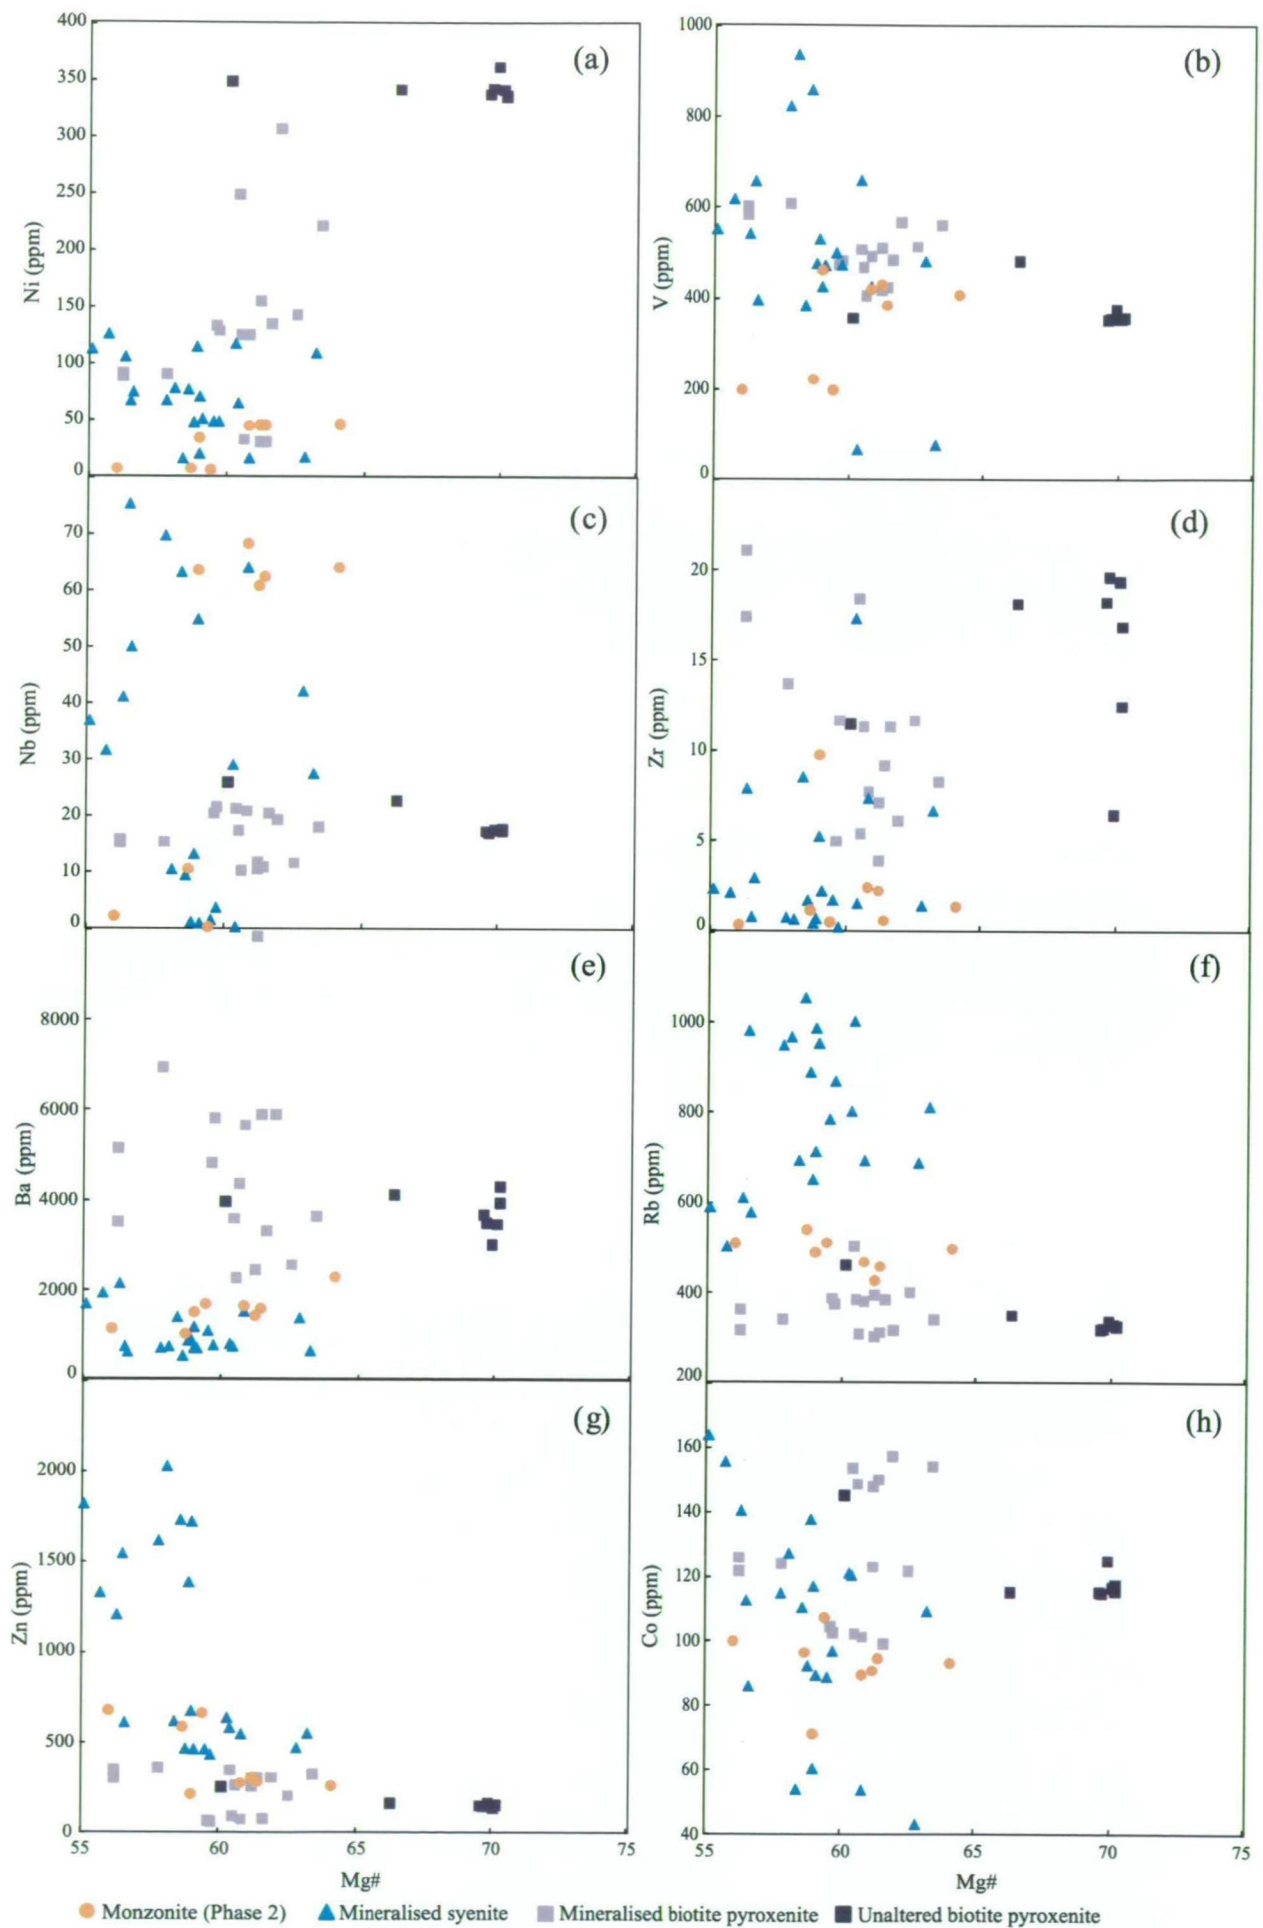 400
350
300
250
200
150
100
50
0
Ni (ppm)
(a)
1000
800
600
400
200
0
V (ppm)
(b)
70
60
50
40
30
20
10
0
Nb (ppm)
(c)
20
15
10
5
0
Zr (ppm)
(d)
8000
6000
4000
2000
0
Ba (ppm)
(e)
1000
800
600
400
200
Rb (ppm)
(f)
2000
1500
1000
500
0
Zn (ppm)
(g)
160
140
120
100
80
60
40
Co (ppm)
(h)
55 60 65 70 75
Mg#
55 60 65 70 75
Mg#
Monzonite (Phase 2) Mineralised syenite Mineralised biotite pyroxenite Unaltered biotite pyroxenite